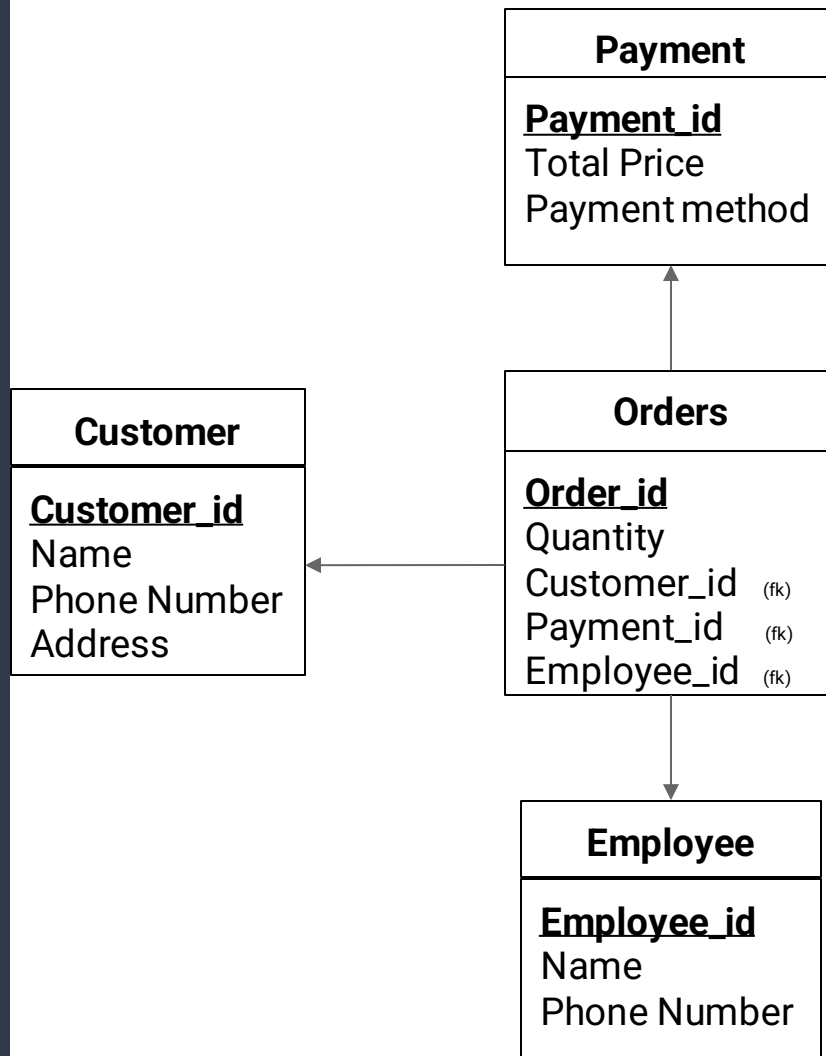 Payment
Payment_id
Total Price
Payment method
Customer
Customer_id
Name
Phone Number
Address
Orders
Order_id
Quantity
Customer_id (fk)
Payment_id (fk)
Employee_id (fk)
Employee
Employee_id
Name
Phone Number